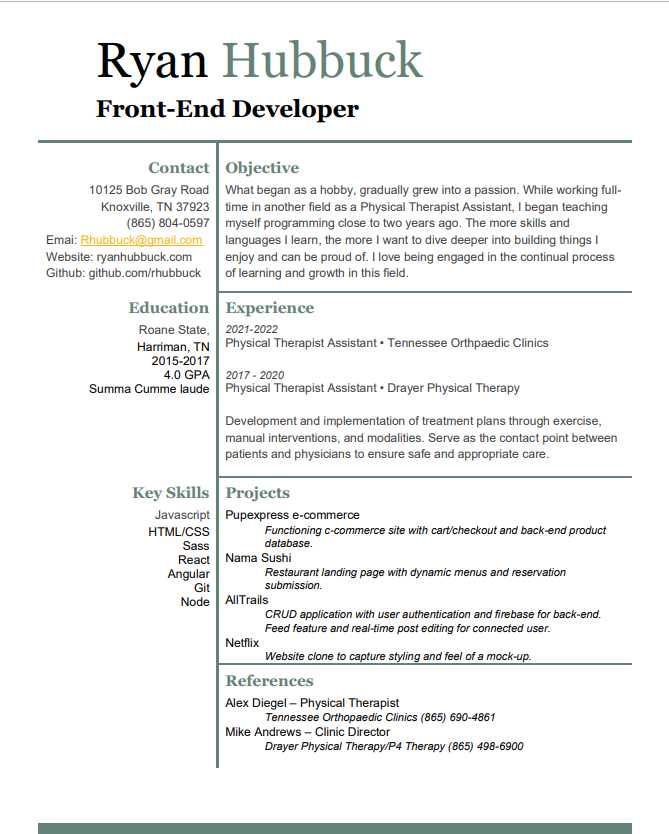 Ryan Hubbuck
Front-End Developer
Contact
10125 Bob Gray Road
Knoxville, TN 37923
(865) 804-0597
Emai: Rhubbuck@gmail.com
Website: ryanhubbuck.com
Github: github.com/rhubbuck
Objective
What began as a hobby, gradually grew into a passion. While working full-
time in another field as a Physical Therapist Assistant, I began teaching
myself programming close to two years ago. The more skills and
languages I learn, the more I want to dive deeper into building things I
enjoy and can be proud of. I love being engaged in the continual process
of learning and growth in this field.
Education
Roane State,
Harriman, TN
2015-2017
4.0 GPA
Summa Cumme laude
Experience
2021-2022
Physical Therapist Assistant • Tennessee Orthpaedic Clinics
2017 - 2020
Physical Therapist Assistant • Drayer Physical Therapy
Development and implementation of treatment plans through exercise,
manual interventions, and modalities. Serve as the contact point between
patients and physicians to ensure safe and appropriate care.
Key Skills
Javascript
HTML/CSS
Sass
React
Angular
Git
Node
Projects
Pupexpress e-commerce
Functioning c-commerce site with cart/checkout and back-end product
database.
Nama Sushi
Restaurant landing page with dynamic menus and reservation
submission.
AllTrails
CRUD application with user authentication and firebase for back-end.
Feed feature and real-time post editing for connected user.
Netflix
Website clone to capture styling and feel of a mock-up.
References
Alex Diegel – Physical Therapist
Tennessee Orthopaedic Clinics (865) 690-4861
Mike Andrews – Clinic Director
Drayer Physical Therapy/P4 Therapy (865) 498-6900